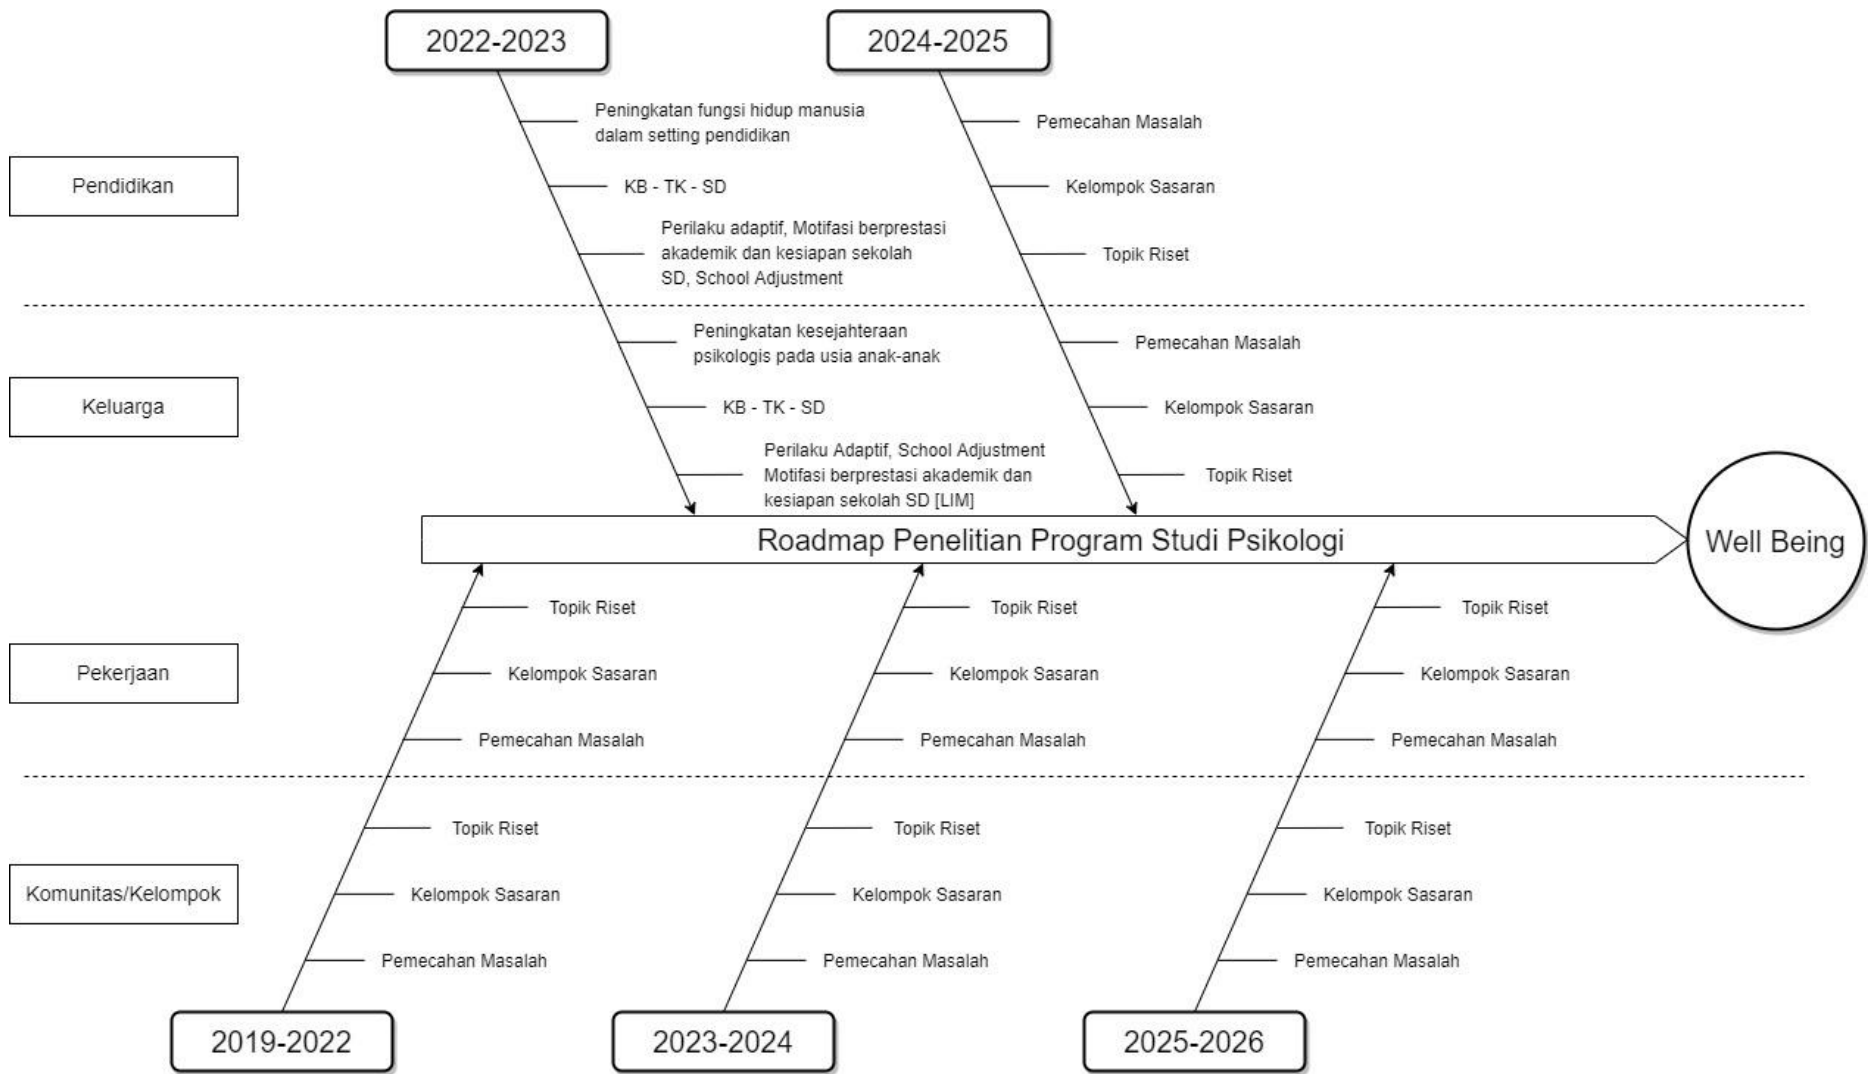 2022-2023
2024-2025
Pendidikan
Peningkatan fungsi hidup manusia
dalam setting pendidikan
KB - TK - SD
Perilaku adaptif, Motifasi berprestasi
akademik dan kesiapan sekolah
SD, School Adjustment
Pemecahan Masalah
Kelompok Sasaran
Topik Riset
Keluarga
Peningkatan kesejahteraan
psikologis pada usia anak-anak
KB - TK - SD
Perilaku Adaptif, School Adjustment
Motifasi berprestasi akademik dan
kesiapan sekolah SD [LIM]
Pemecahan Masalah
Kelompok Sasaran
Topik Riset
Roadmap Penelitian Program Studi Psikologi
Well Being
Pekerjaan
Topik Riset
Kelompok Sasaran
Pemecahan Masalah
Topik Riset
Kelompok Sasaran
Pemecahan Masalah
Topik Riset
Kelompok Sasaran
Pemecahan Masalah
Komunitas/Kelompok
Topik Riset
Kelompok Sasaran
Pemecahan Masalah
Topik Riset
Kelompok Sasaran
Pemecahan Masalah
Topik Riset
Kelompok Sasaran
Pemecahan Masalah
2019-2022
2023-2024
2025-2026